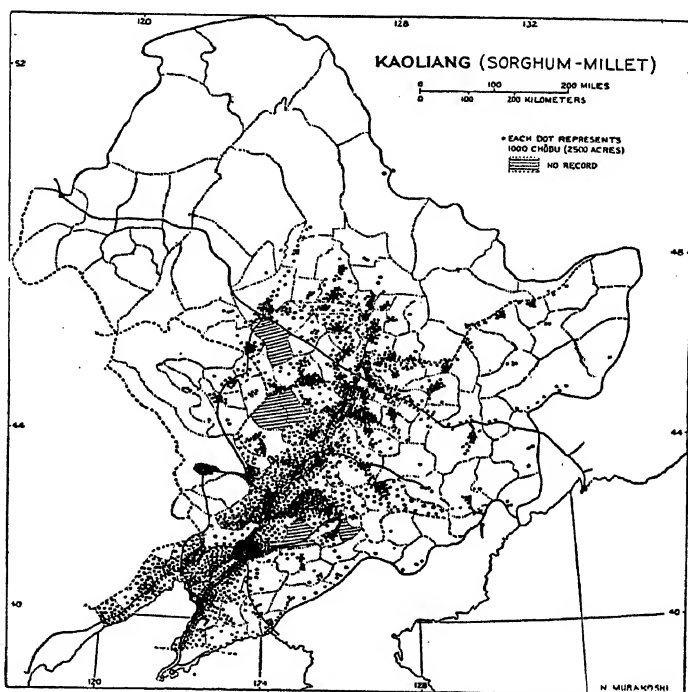 120 128 132
52
KAOLIANG (SORGHUM-MILLET)
0 100 200 MILES
0 100 200 KILOMETERS
• EACH DOT REPRESENTS
1000 CHŌBU (2500 ACRES)
NO RECORD
48
44 44
40 40
120 124 128
N MURAKOSHI